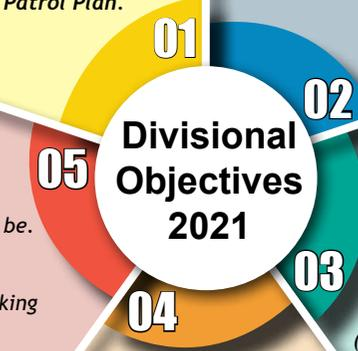 Patrol Plan.
01
02
Divisional
Objectives
2021
05
be.
03
king
04